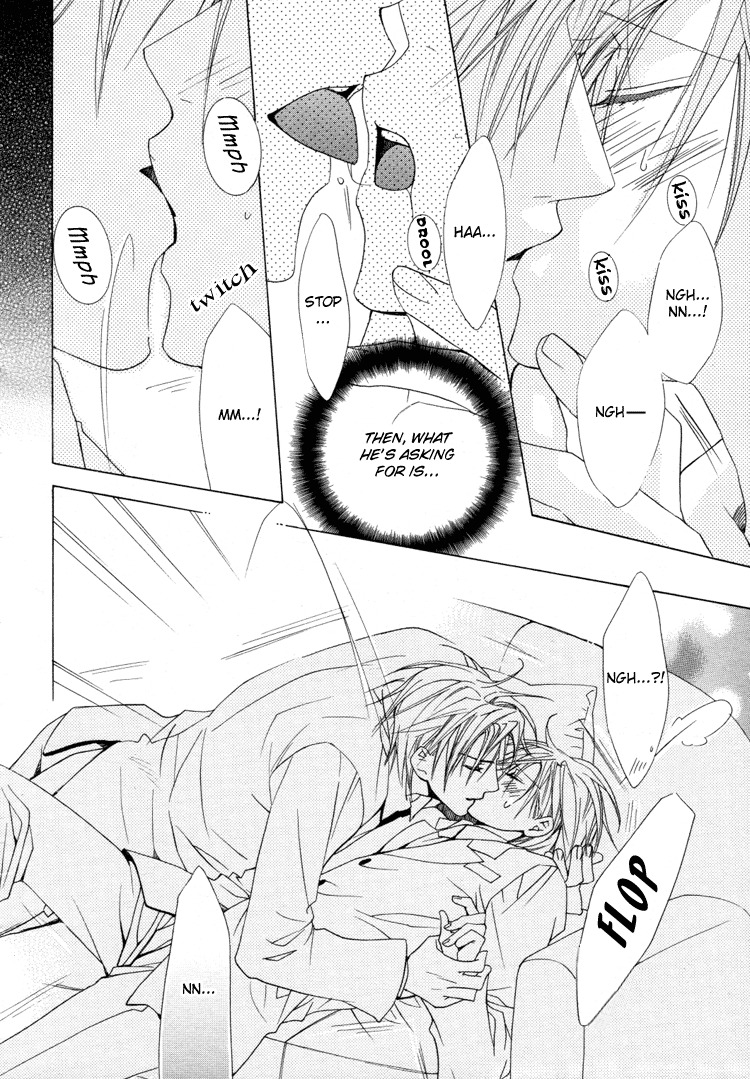 kiss
kiss
NGH...
NN...!
NGH—
HAA...
DROOL
STOP
...
THEN, WHAT
HE'S ASKING
FOR IS...
Mmph
Mmph
twitch
MM...!
NGH...?!
FLOP
NN...